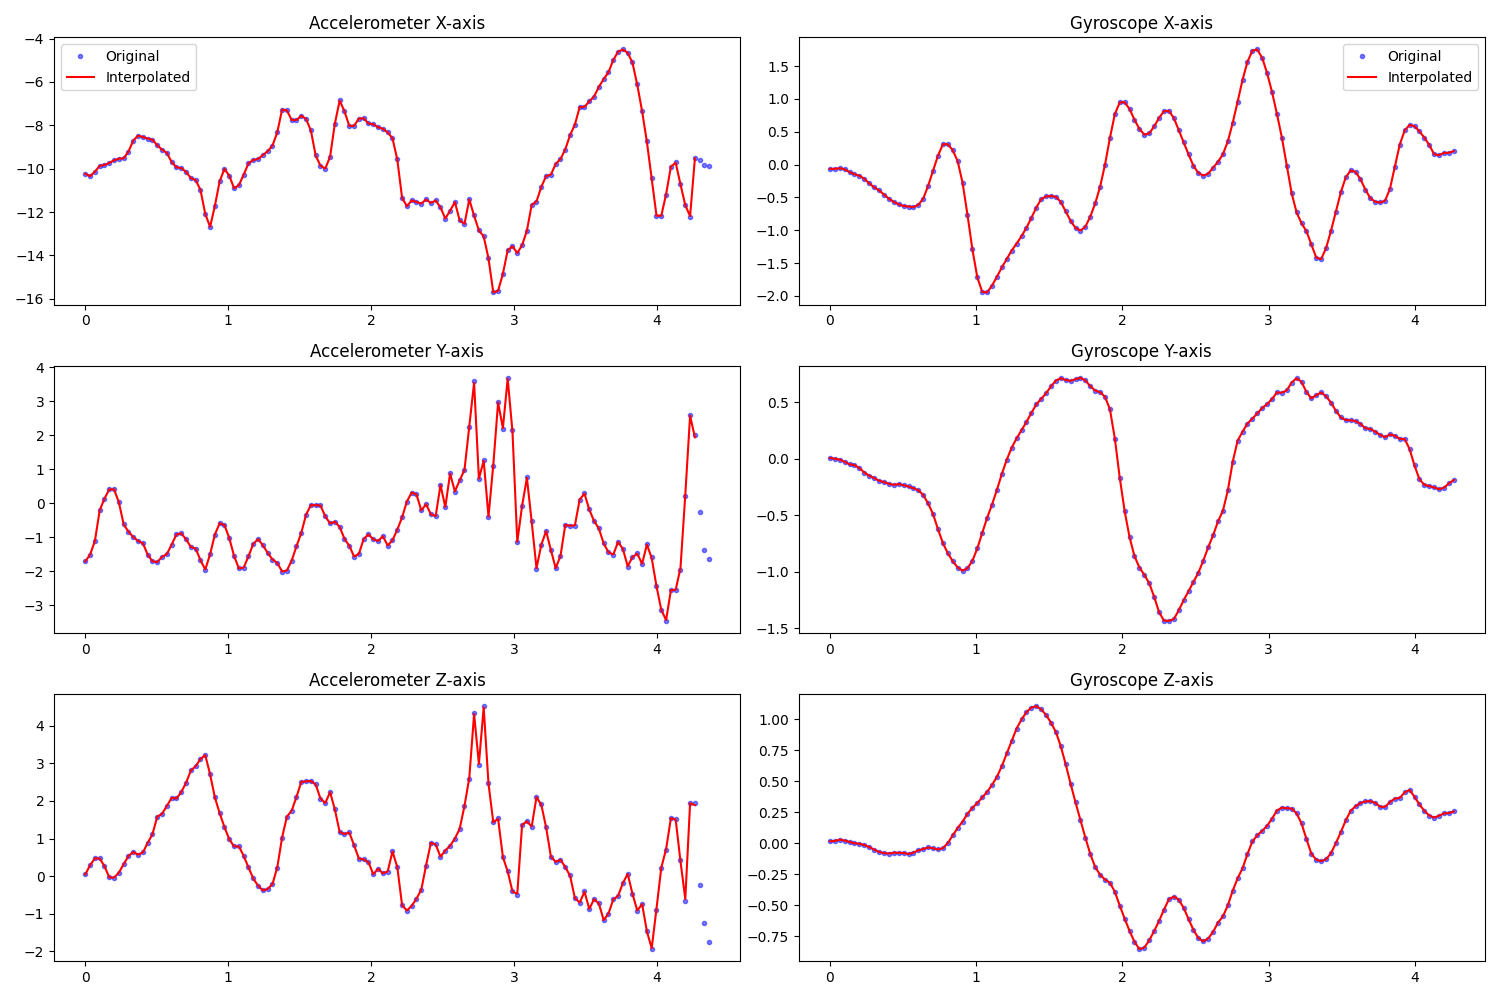 Accelerometer X-axis
−4
−6
−8
−10
−12
−14
−16
Original
Interpolated
0 1 2 3 4
Gyroscope X-axis
1.5
1.0
0.5
0.0
−0.5
−1.0
−1.5
−2.0
Original
Interpolated
0 1 2 3 4
Accelerometer Y-axis
4
3
2
1
0
−1
−2
−3
0 1 2 3 4
Gyroscope Y-axis
0.5
0.0
−0.5
−1.0
−1.5
0 1 2 3 4
Accelerometer Z-axis
4
3
2
1
0
−1
−2
0 1 2 3 4
Gyroscope Z-axis
1.00
0.75
0.50
0.25
0.00
−0.25
−0.50
−0.75
0 1 2 3 4